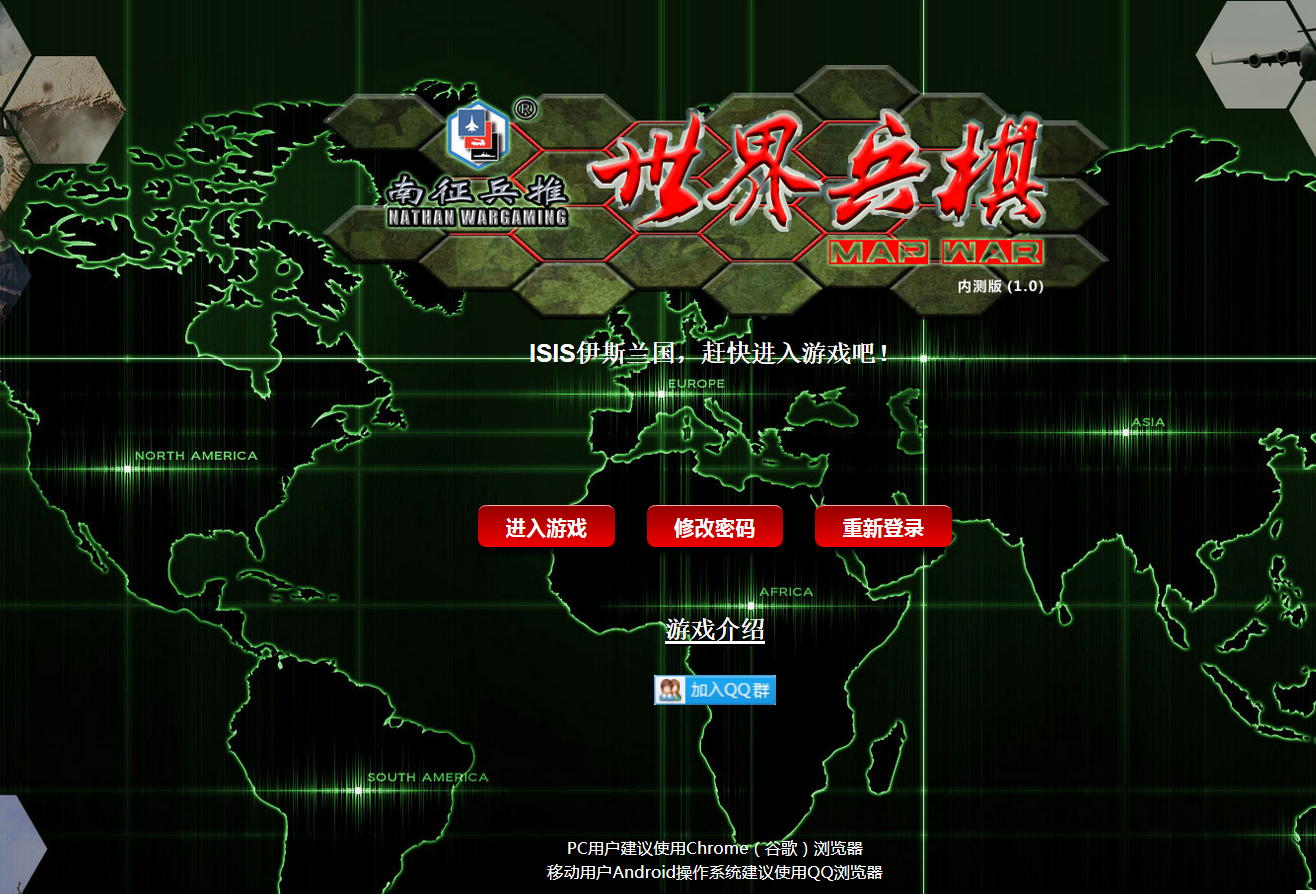 ®
世界兵棋
南征兵推
NATHAN WARGAMING
MAP WAR
内测版 (1.0)
ISIS伊斯兰国，赶快进入游戏吧！
EUROPE
ASIA
NORTH AMERICA
进入游戏 修改密码 重新登录
AFRICA
游戏介绍
加入QQ群
SOUTH AMERICA
PC用户建议使用Chrome（谷歌）浏览器
移动用户Android操作系统建议使用QQ浏览器